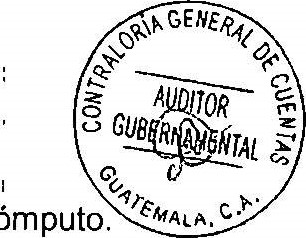 CONTRALORÍA GENERAL DE CUENTAS
AUDITOR
GUBERNAMENTAL
GUATEMALA, C.A.
ómputo.